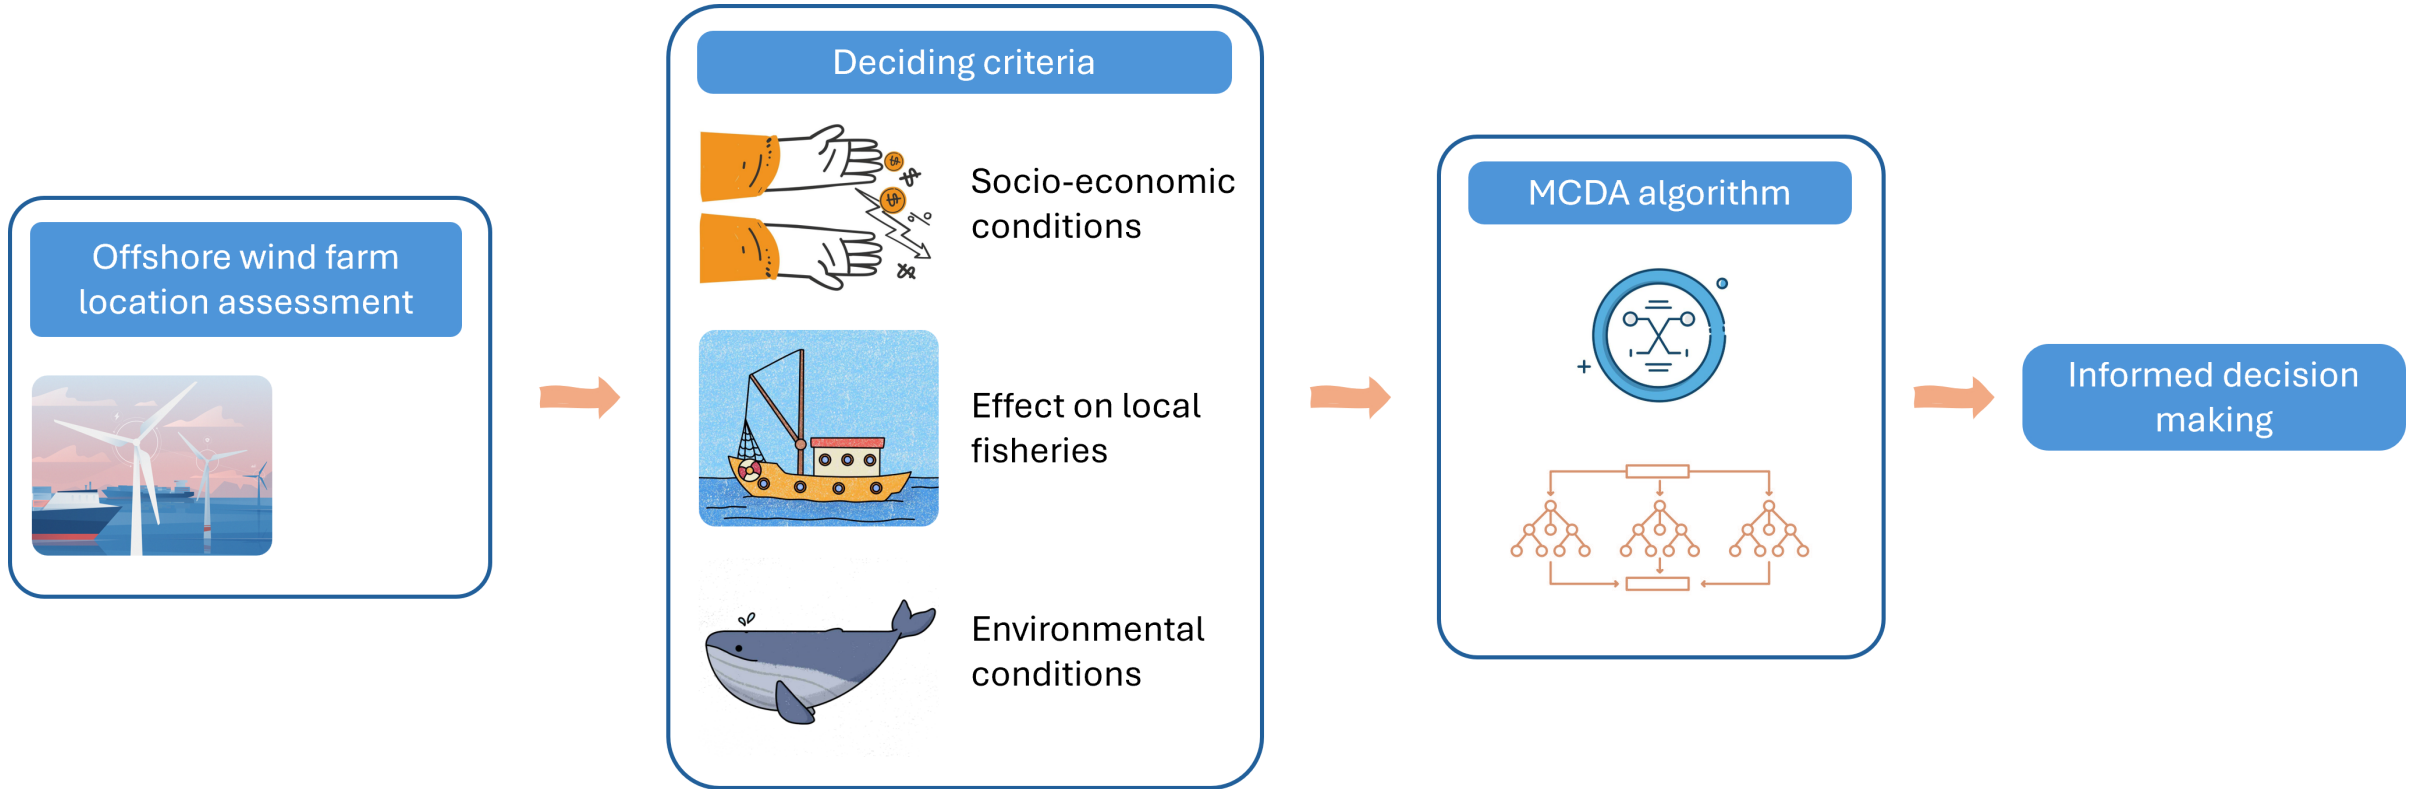 Offshore wind farm
location assessment
Deciding criteria
Socio-economic
conditions
Effect on local
fisheries
Environmental
conditions
MCDA algorithm
Informed decision
making